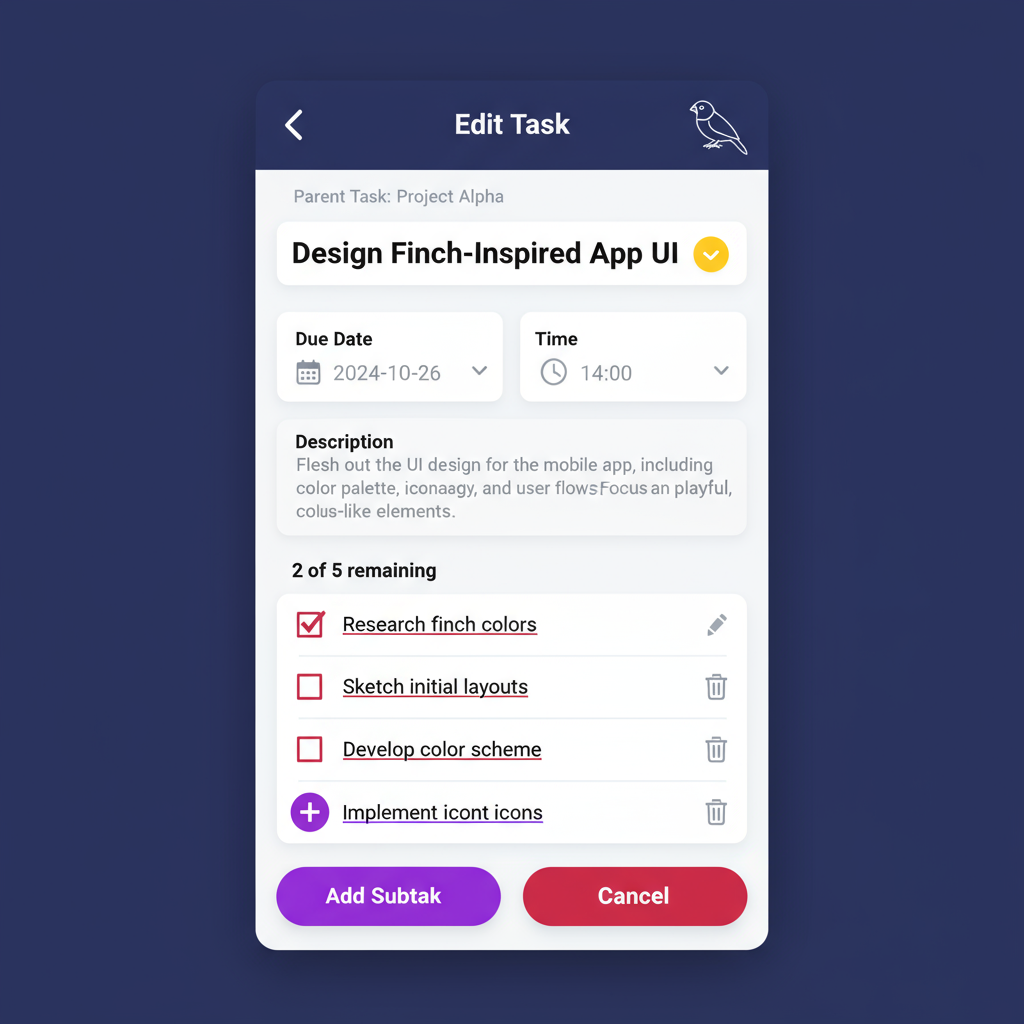 Edit Task
Parent Task: Project Alpha
Design Finch-Inspired App UI
Due Date
2024-10-26
Time
14:00
Description
Flesh out the UI design for the mobile app, including
color palette, iconaagy, and user flowsFocus an playful,
colus-like elements.
2 of 5 remaining
Research finch colors
Sketch initial layouts
Develop color scheme
Implement icont icons
Add Subtak
Cancel